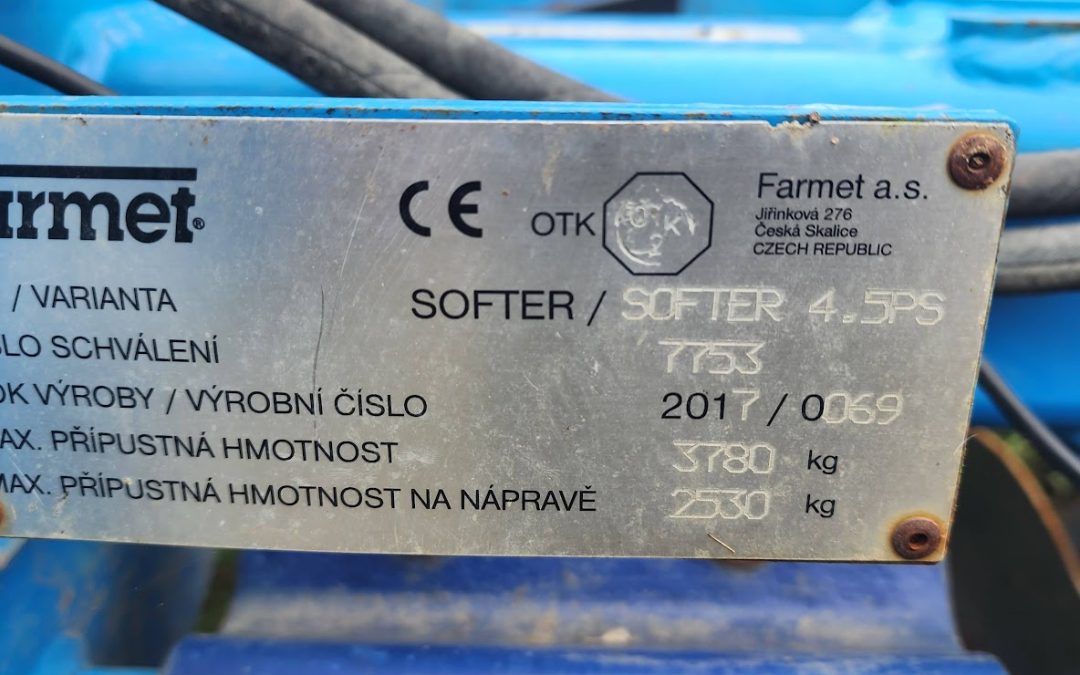 armet®
CE OTK
Farmet a.s.
Jiřinková 276
Česká Skalice
CZECH REPUBLIC
/ VARIANTA SOFTER / SOFTER 4.5PS
SLO SCHVÁLENÍ 7753
OK VÝROBY / VÝROBNÍ ČÍSLO 2017 / 0069
AX. PŘÍPUSTNÁ HMOTNOST 3780 kg
MAX. PŘÍPUSTNÁ HMOTNOST NA NÁPRAVĚ 2530 kg